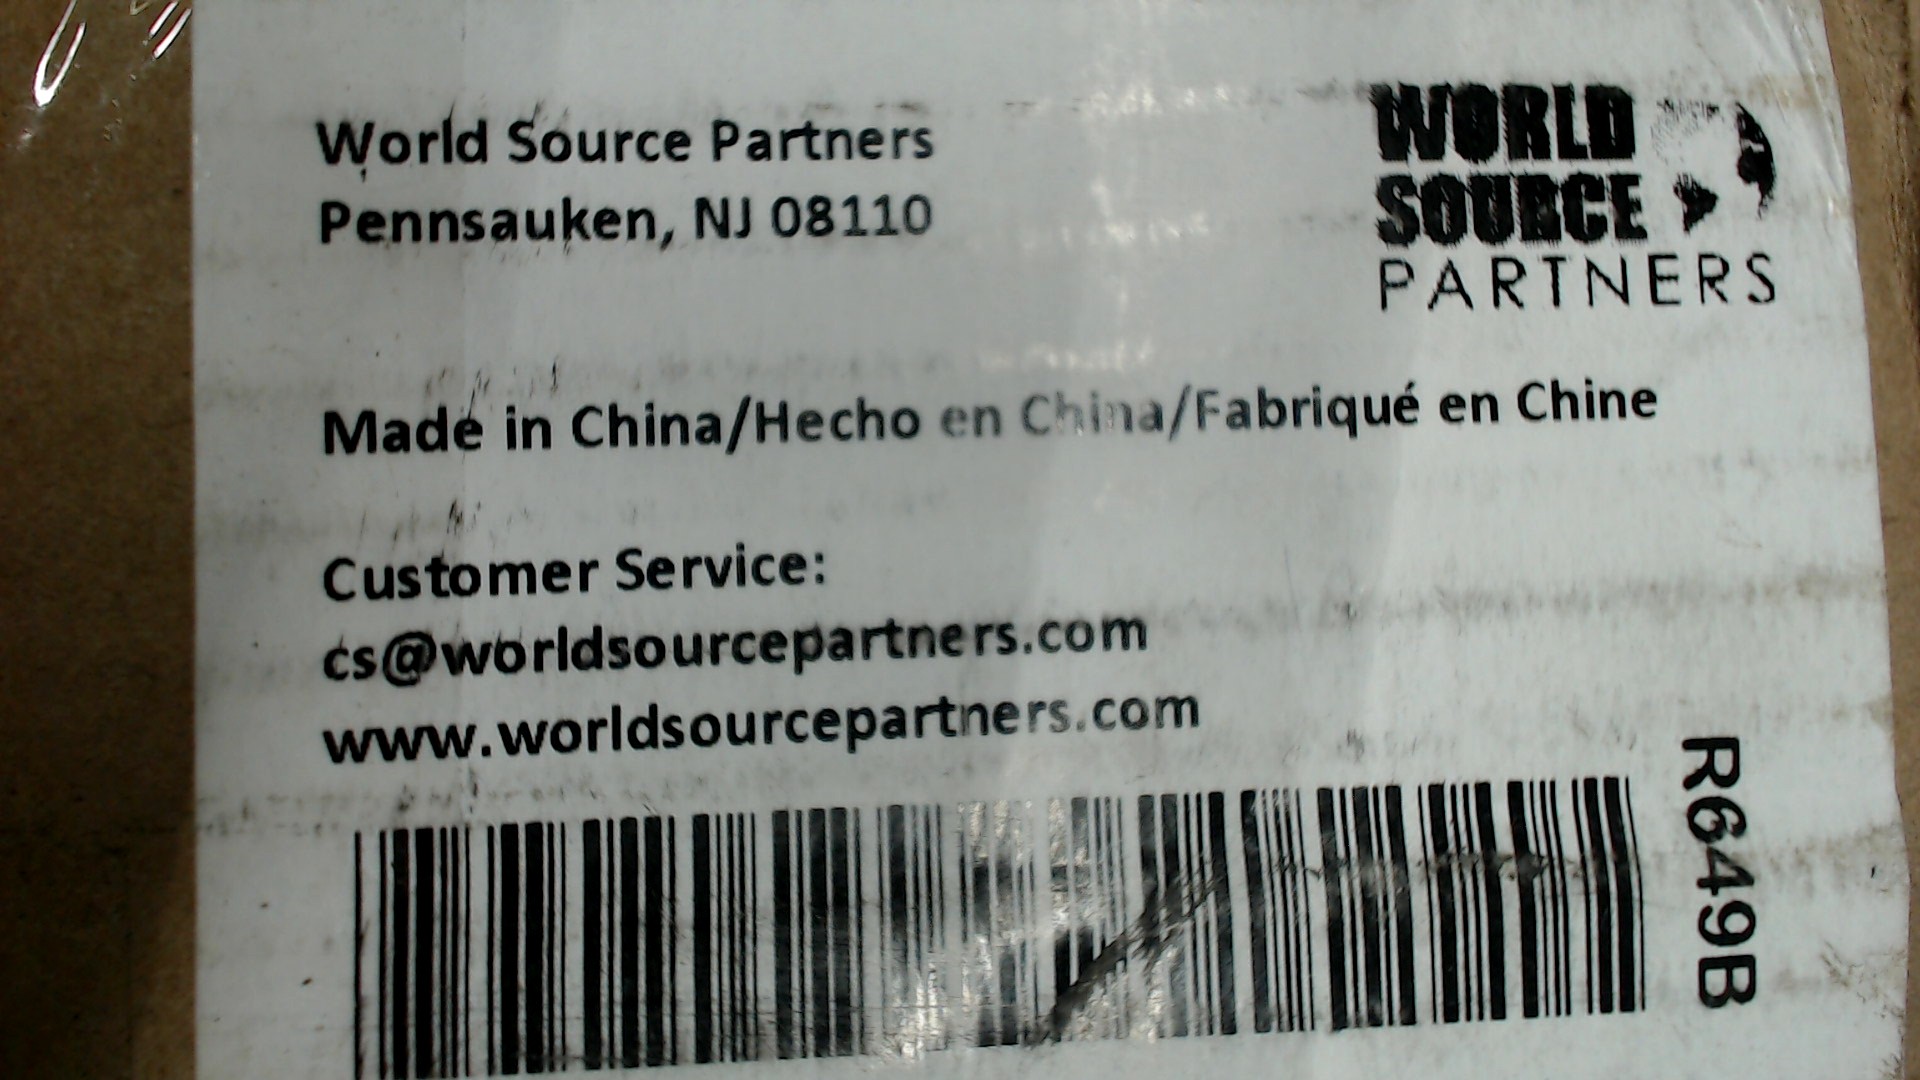 World Source Partners
Pennsauken, NJ 08110
WORLD
SOURCE
PARTNERS
Made in China/Hecho en China/Fabriqué en Chine
Customer Service:
cs@worldsourcepartners.com
www.worldsourcepartners.com
R649B